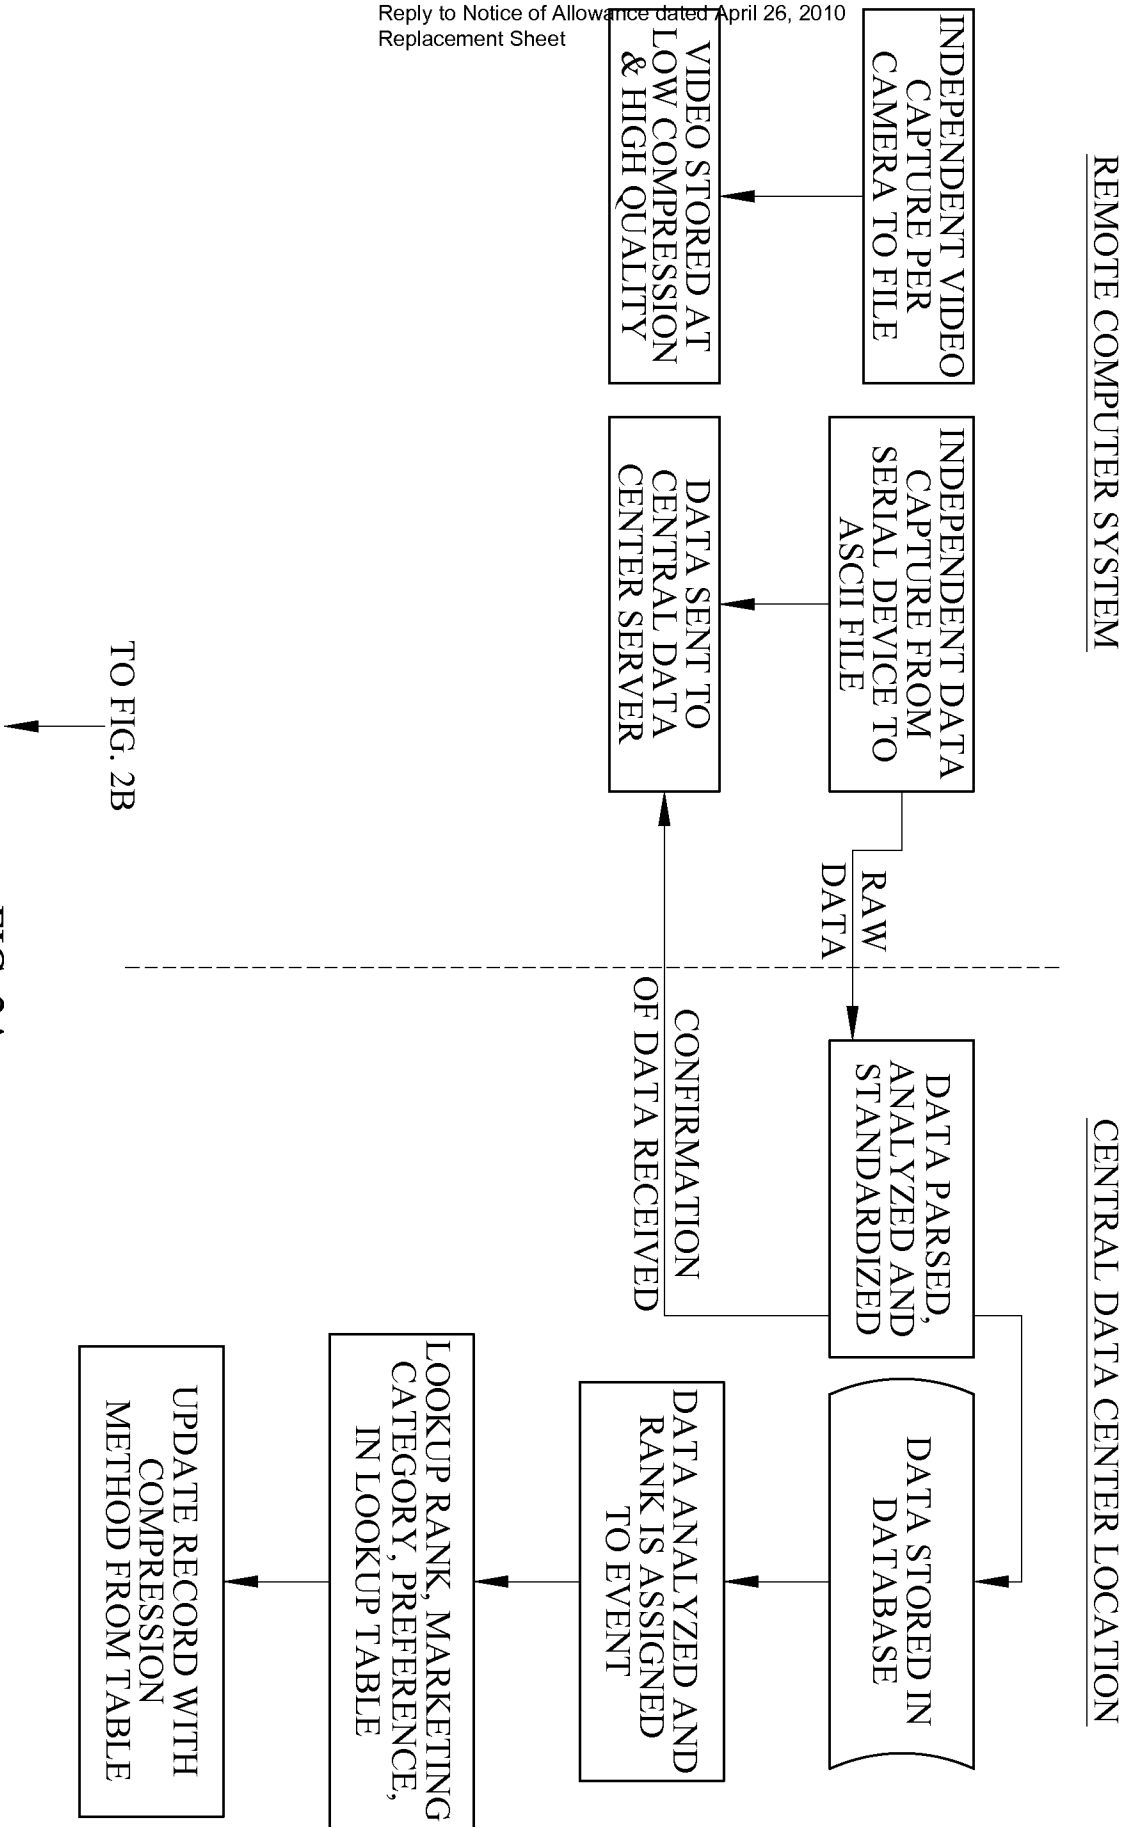 Reply to Notice of Allowance dated April 26, 2010
Replacement Sheet
REMOTE COMPUTER SYSTEM
INDEPENDENT VIDEO
CAPTURE PER
CAMERA TO FILE
VIDEO STORED AT
LOW COMPRESSION
& HIGH QUALITY
INDEPENDENT DATA
CAPTURE FROM
SERIAL DEVICE TO
ASCII FILE
DATA SENT TO
CENTRAL DATA
CENTER SERVER
RAW
DATA
CONFIRMATION
OF DATA RECEIVED
CENTRAL DATA CENTER LOCATION
DATA PARSED,
ANALYZED AND
STANDARDIZED
DATA STORED IN
DATABASE
DATA ANALYZED AND
RANK IS ASSIGNED
TO EVENT
LOOKUP RANK, MARKETING
CATEGORY, PREFERENCE,
IN LOOKUP TABLE
UPDATE RECORD WITH
COMPRESSION
METHOD FROM TABLE
TO FIG. 2B